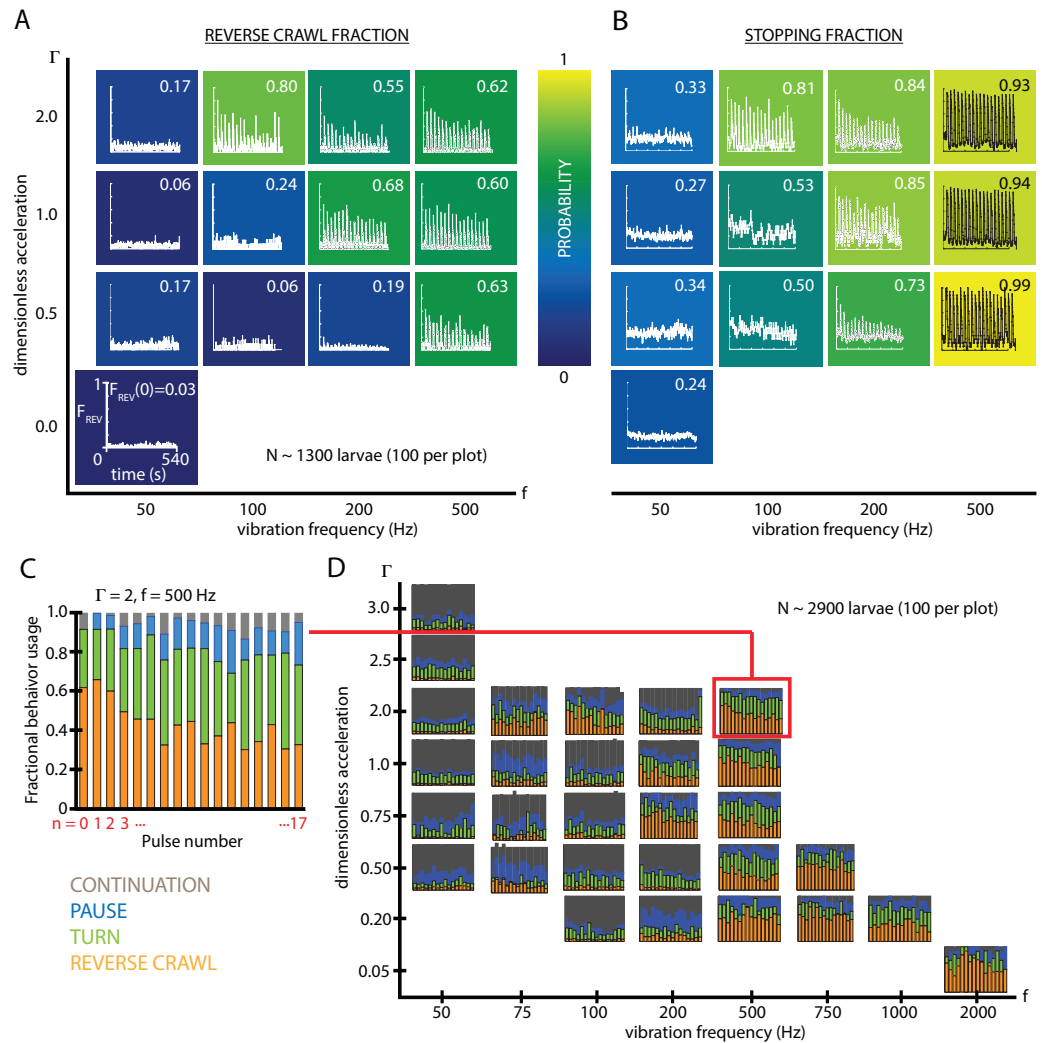 A
REVERSE CRAWL FRACTION
Γ
dimensionless acceleration
2.0
0.17
0.80
0.55
0.62
1.0
0.06
0.24
0.68
0.60
0.5
0.17
0.06
0.19
0.63
0.0
1
F_REV(0)=0.03
F_REV
0
540
time (s)
N ~ 1300 larvae (100 per plot)
f
50
100
200
500
vibration frequency (Hz)
1
PROBABILITY
0
B
STOPPING FRACTION
0.33
0.81
0.84
0.93
0.27
0.53
0.85
0.94
0.34
0.50
0.73
0.99
0.24
50
100
200
500
vibration frequency (Hz)
C
Γ = 2, f = 500 Hz
Fractional behaivor usage
1.0
0.8
0.6
0.4
0.2
0
n = 0 1 2 3 ... ...17
Pulse number
CONTINUATION
PAUSE
TURN
REVERSE CRAWL
D
Γ
N ~ 2900 larvae (100 per plot)
dimensionless acceleration
3.0
2.5
2.0
1.0
0.75
0.50
0.20
0.05
f
50
75
100
200
500
750
1000
2000
vibration frequency (Hz)